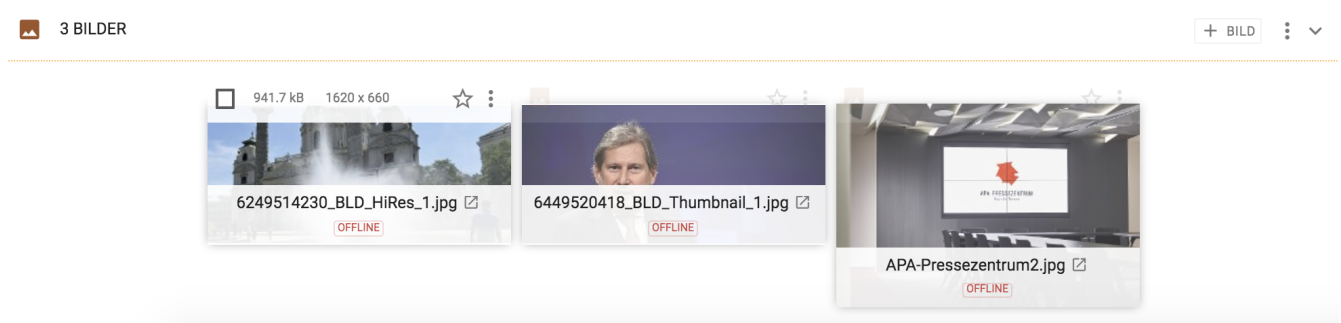 3 BILDER
+ BILD
941.7 kB 1620 x 660
6249514230_BLD_HiRes_1.jpg
OFFLINE
6449520418_BLD_Thumbnail_1.jpg
OFFLINE
APA PRESSEZENTRUM
APA-Pressezentrum2.jpg
OFFLINE